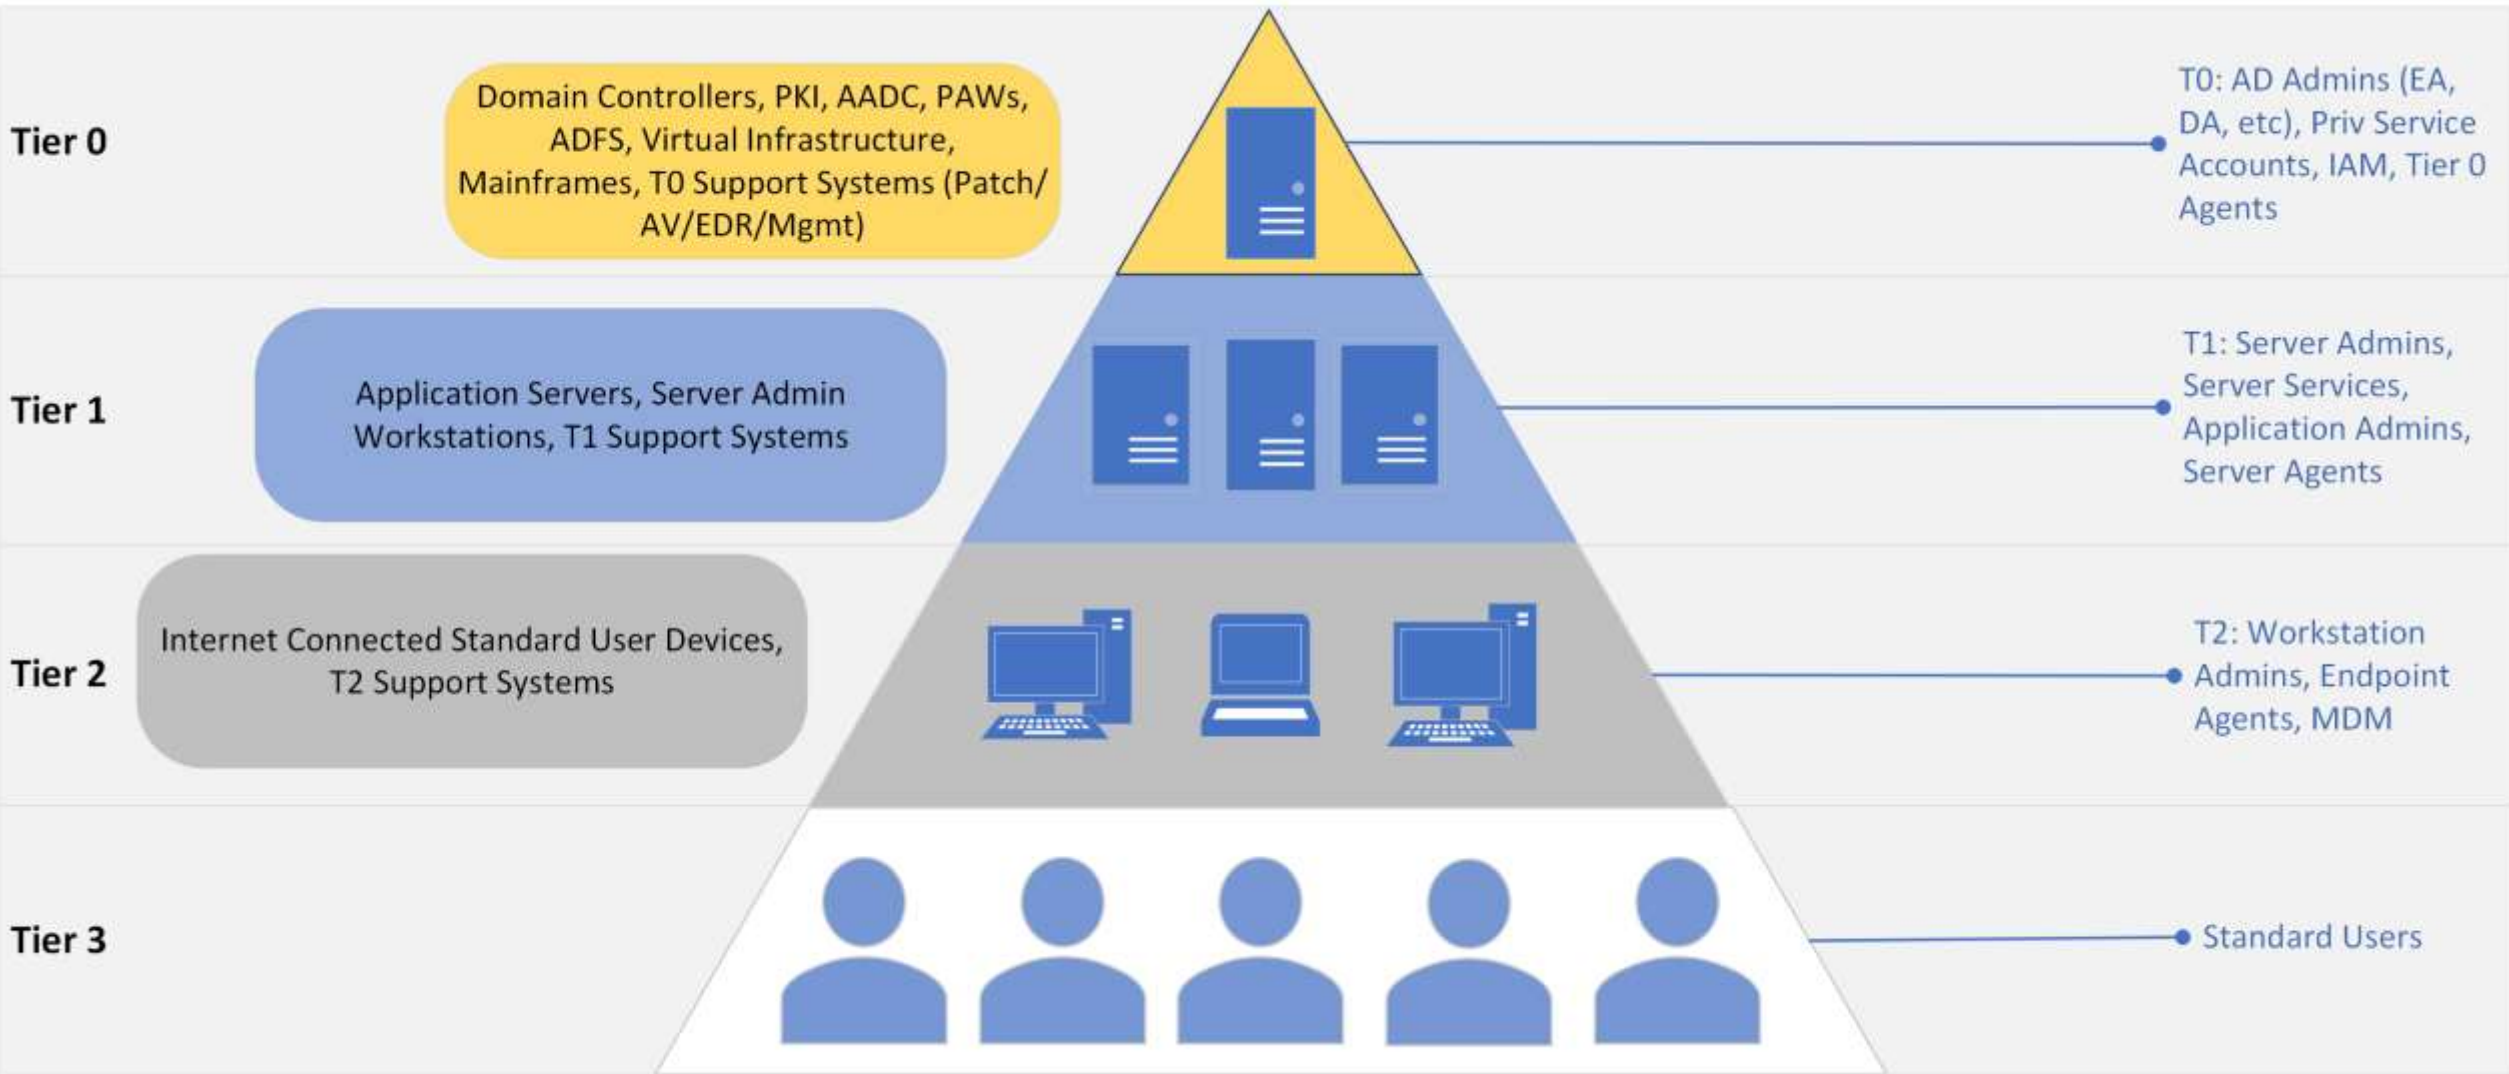 Tier 0
Domain Controllers, PKI, AADC, PAWs,
ADFS, Virtual Infrastructure,
Mainframes, T0 Support Systems (Patch/
AV/EDR/Mgmt)
T0: AD Admins (EA,
DA, etc), Priv Service
Accounts, IAM, Tier 0
Agents
Tier 1
Application Servers, Server Admin
Workstations, T1 Support Systems
T1: Server Admins,
Server Services,
Application Admins,
Server Agents
Tier 2
Internet Connected Standard User Devices,
T2 Support Systems
T2: Workstation
Admins, Endpoint
Agents, MDM
Tier 3
Standard Users